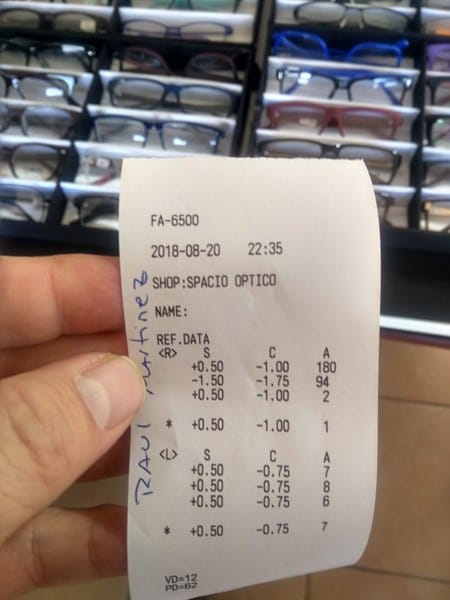 FA-6500
2018-08-20 22:35
SHOP:SPACIO OPTICO
NAME:
REF.DATA
<R> S C A
+0.50 -1.00 180
-1.50 -1.75 94
+0.50 -1.00 2
* +0.50 -1.00 1
<L> S C A
+0.50 -0.75 7
+0.50 -0.75 8
+0.50 -0.75 6
* +0.50 -0.75 7
VD=12
PD=62
RAUL Martinez